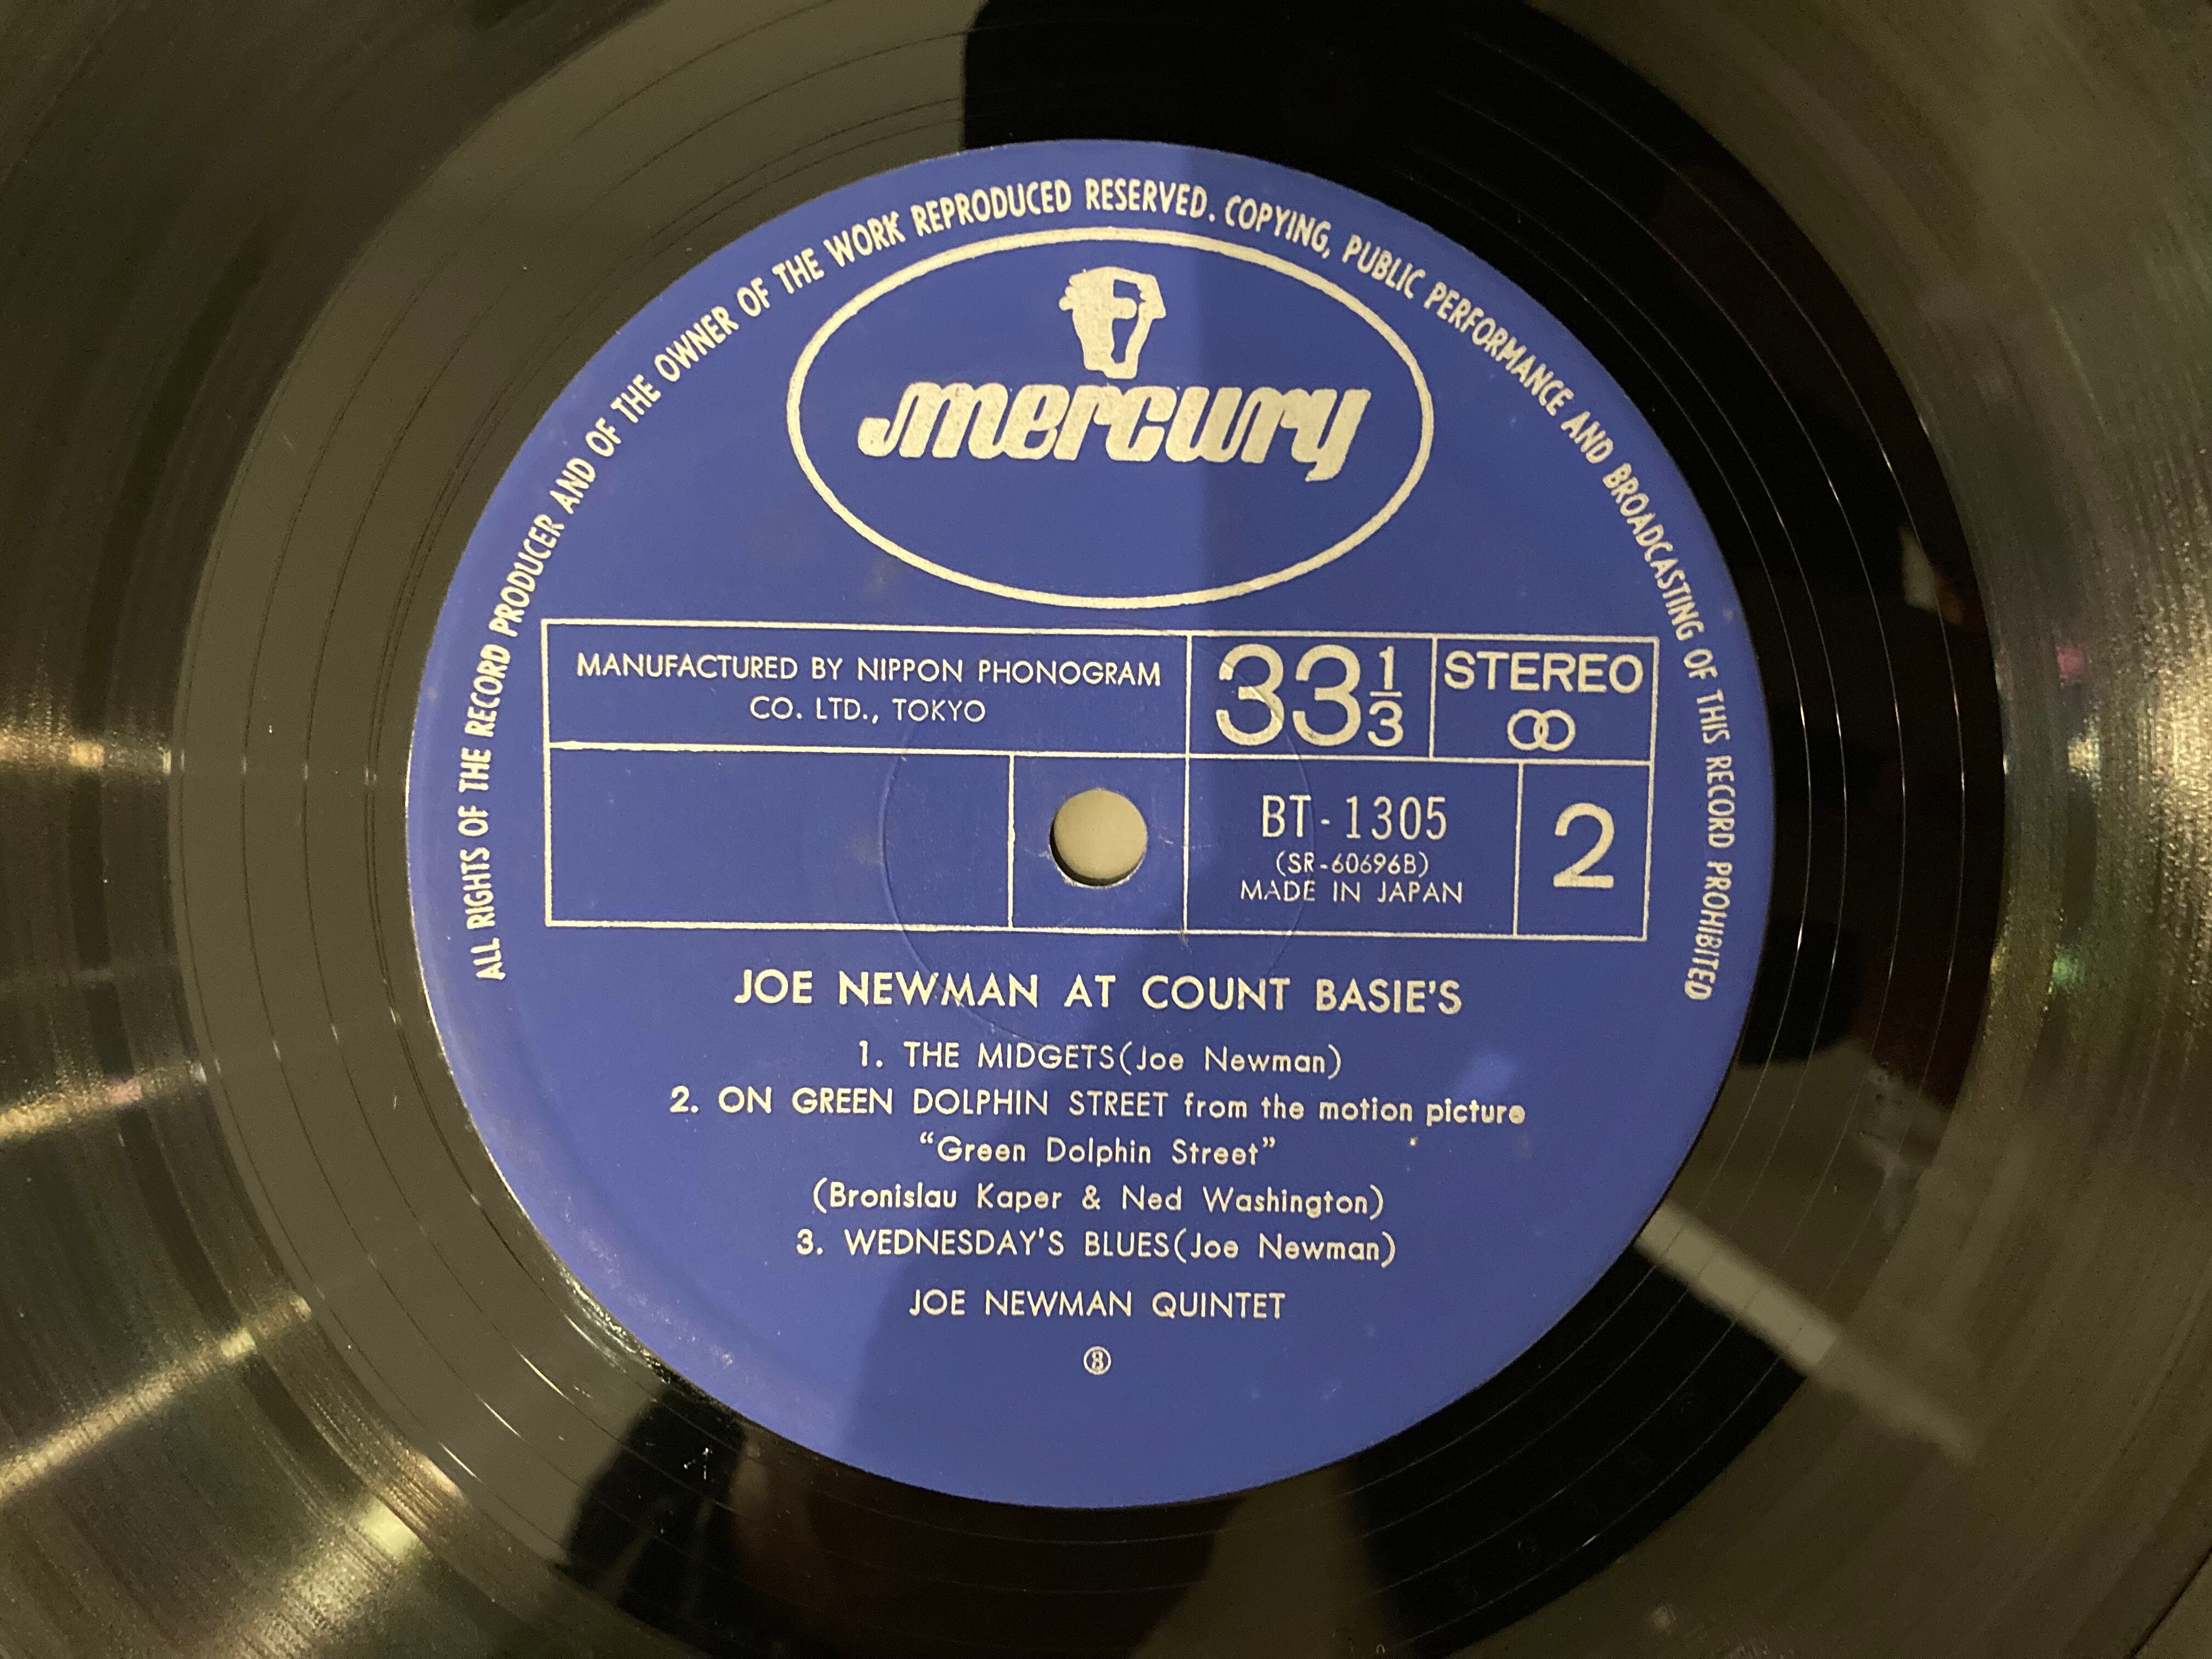 ALL RIGHTS OF THE RECORD PRODUCER AND OF THE OWNER OF THE WORK REPRODUCED RESERVED. COPYING, PUBLIC PERFORMANCE AND BROADCASTING OF THIS RECORD PROHIBITED
mercury
MANUFACTURED BY NIPPON PHONOGRAM
CO. LTD., TOKYO
33 1/3
STEREO
BT-1305
(SR-60696B)
MADE IN JAPAN
2
JOE NEWMAN AT COUNT BASIE'S
1. THE MIDGETS(Joe Newman)
2. ON GREEN DOLPHIN STREET from the motion picture
“Green Dolphin Street”
(Bronislau Kaper & Ned Washington)
3. WEDNESDAY'S BLUES(Joe Newman)
JOE NEWMAN QUINTET